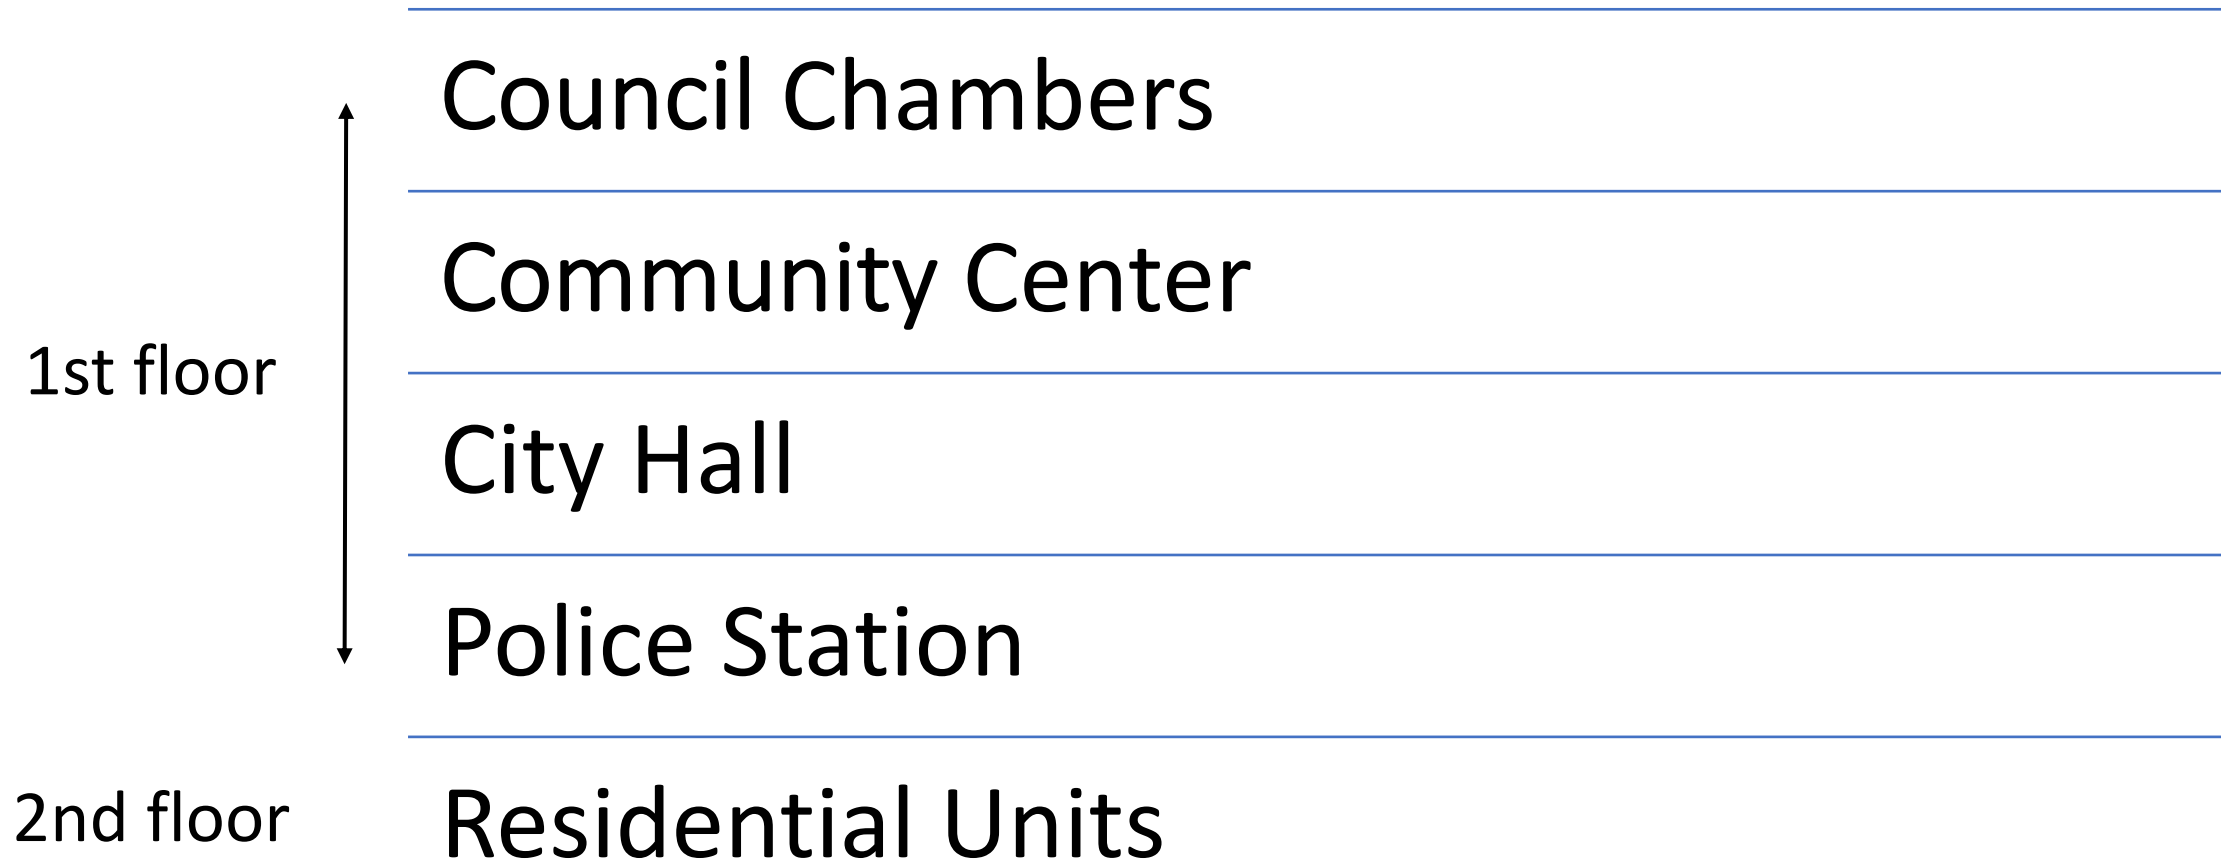 Council Chambers
Community Center
1st floor
City Hall
Police Station
2nd floor
Residential Units